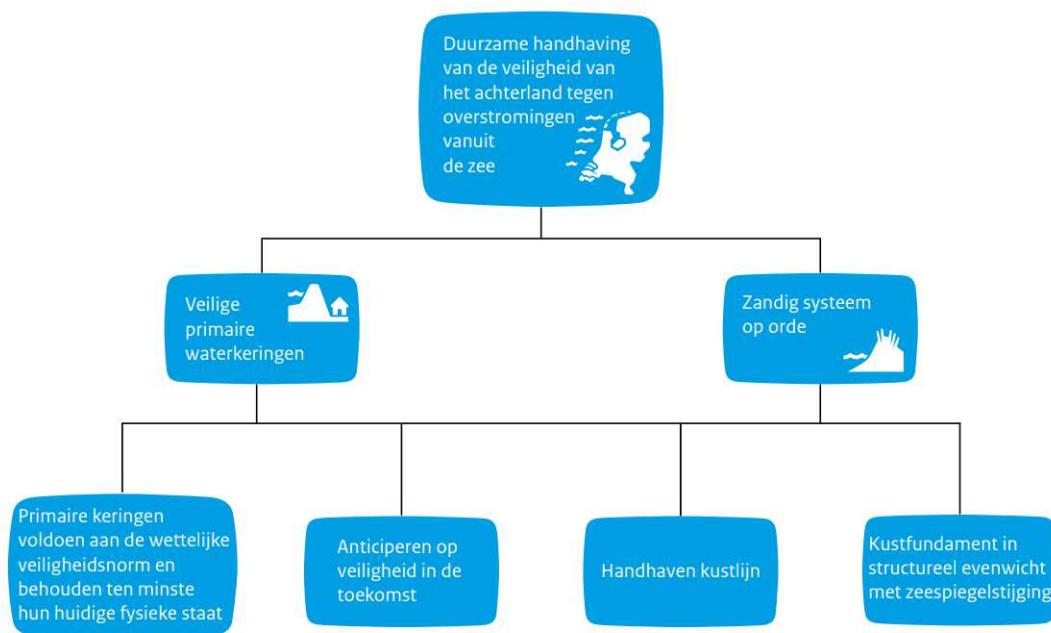 Duurzame handhaving
van de veiligheid van
het achterland tegen
overstromingen
vanuit
de zee
Veilige
primaire
waterkeringen
Zandig systeem
op orde
Primaire keringen
voldoen aan de wettelijke
veiligheidsnorm en
behouden ten minste
hun huidige fysieke staat
Anticiperen op
veiligheid in de
toekomst
Handhaven kustlijn
Kustfundament in
structureel evenwicht
met zeespiegelstijging